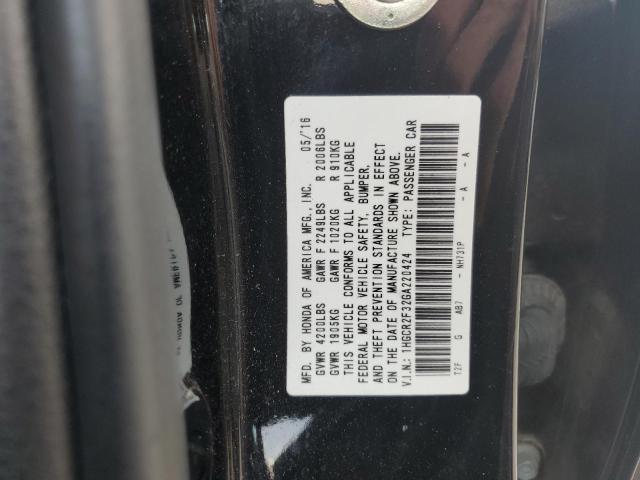 MFD. BY HONDA OF AMERICA MFG., INC. 05/'16
GVWR 4200LBS GAWR F 2249LBS R 2006LBS
GVWR 1905KG GAWR F 1020KG R 910KG
THIS VEHICLE CONFORMS TO ALL APPLICABLE
FEDERAL MOTOR VEHICLE SAFETY, BUMPER,
AND THEFT PREVENTION STANDARDS IN EFFECT
ON THE DATE OF MANUFACTURE SHOWN ABOVE.
V.I.N.: 1HGCR2F32GA220424 TYPE: PASSENGER CAR
T2F G AB7 - NH731P - A - A